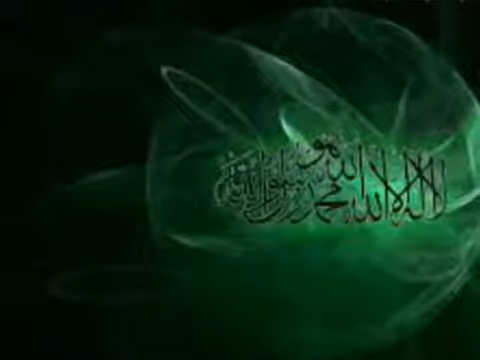 لا اله الا الله محمد رسول الله